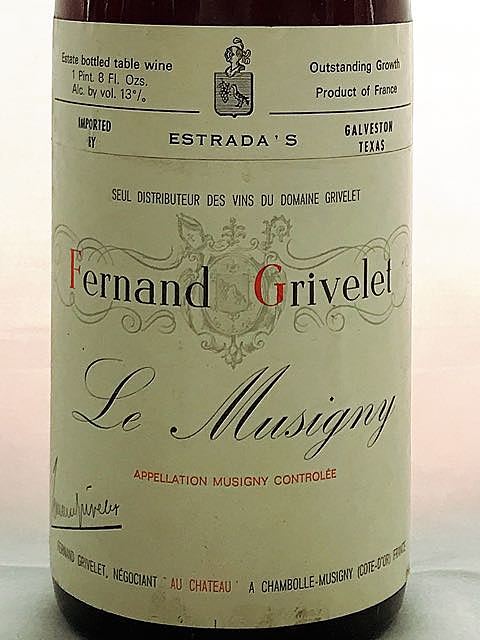 Estate bottled table wine
1 Pint. 8 Fl. Ozs.
Alc. by vol. 13°/o
Outstanding Growth
Product of France
IMPORTED
BY
ESTRADA'S
GALVESTON
TEXAS
SEUL DISTRIBUTEUR DES VINS DU DOMAINE GRIVELET
Fernand Grivelet
Le Musigny
APPELLATION MUSIGNY CONTROLÉE
FERNAND GRIVELET, NÉGOCIANT "AU CHATEAU" A CHAMBOLLE-MUSIGNY (COTE-D'OR) FRANCE